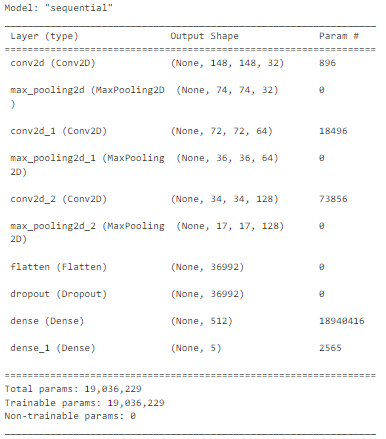 Model: "sequential"
Layer (type) Output Shape Param #
conv2d (Conv2D) (None, 148, 148, 32) 896
max_pooling2d (MaxPooling2D (None, 74, 74, 32) 0
)
conv2d_1 (Conv2D) (None, 72, 72, 64) 18496
max_pooling2d_1 (MaxPooling (None, 36, 36, 64) 0
2D)
conv2d_2 (Conv2D) (None, 34, 34, 128) 73856
max_pooling2d_2 (MaxPooling (None, 17, 17, 128) 0
2D)
flatten (Flatten) (None, 36992) 0
dropout (Dropout) (None, 36992) 0
dense (Dense) (None, 512) 18940416
dense_1 (Dense) (None, 5) 2565
Total params: 19,036,229
Trainable params: 19,036,229
Non-trainable params: 0